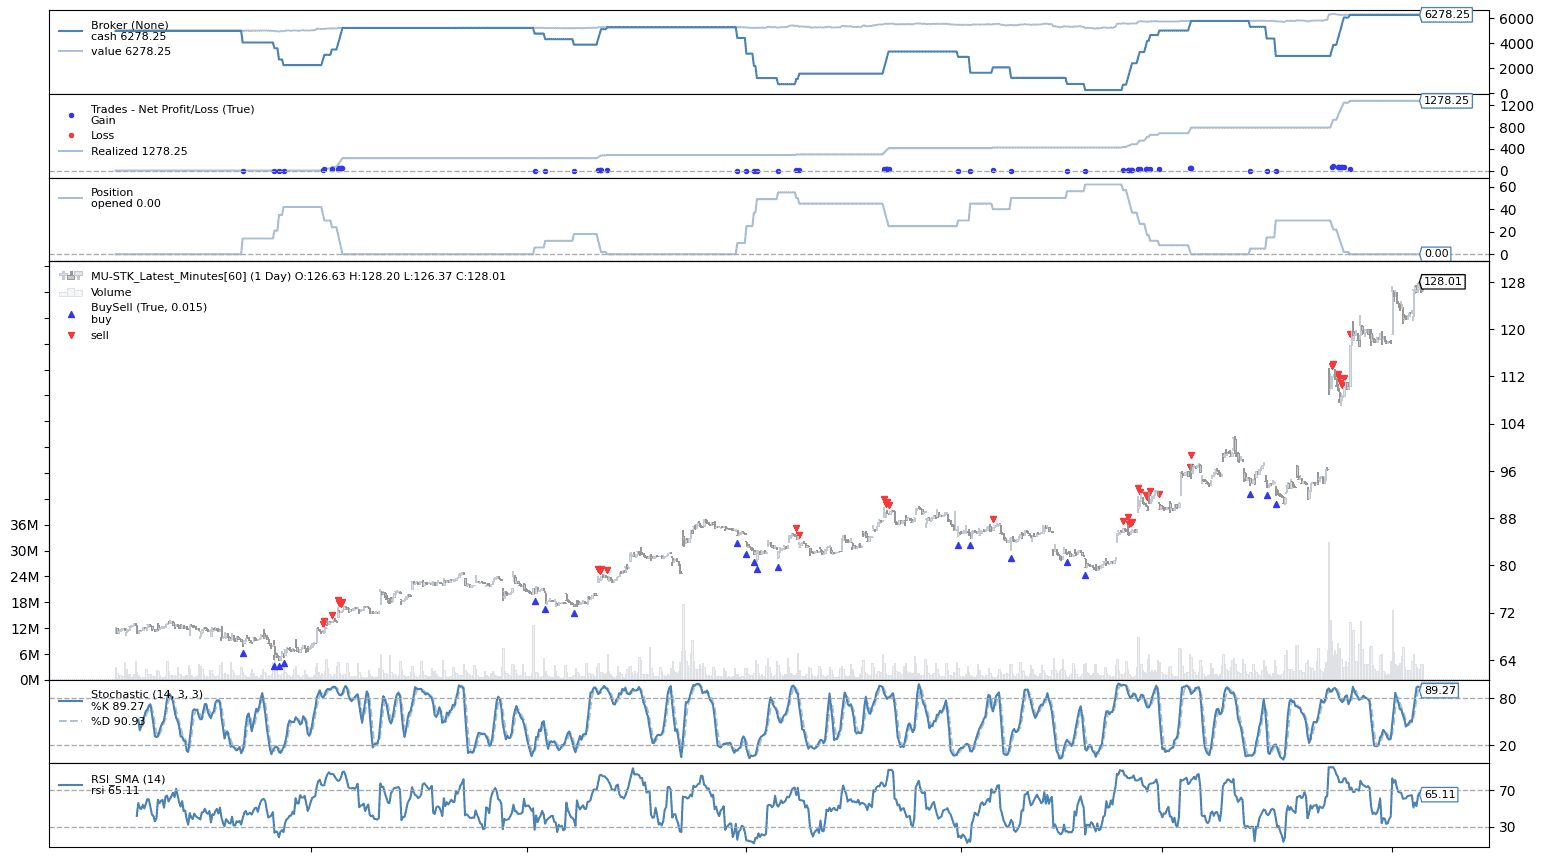 Broker (None)
cash 6278.25
value 6278.25
6278.25
6000
4000
2000
0
Trades - Net Profit/Loss (True)
Gain
Loss
Realized 1278.25
1278.25
1200
800
400
0
Position
opened 0.00
60
40
20
0
0.00
MU-STK_Latest_Minutes[60] (1 Day) O:126.63 H:128.20 L:126.37 C:128.01
Volume
BuySell (True, 0.015)
buy
sell
128.01
128
120
112
104
96
88
80
72
64
36M
30M
24M
18M
12M
6M
0M
Stochastic (14, 3, 3)
%K 89.27
%D 90.93
89.27
80
20
RSI_SMA (14)
rsi 65.11
65.11
70
30